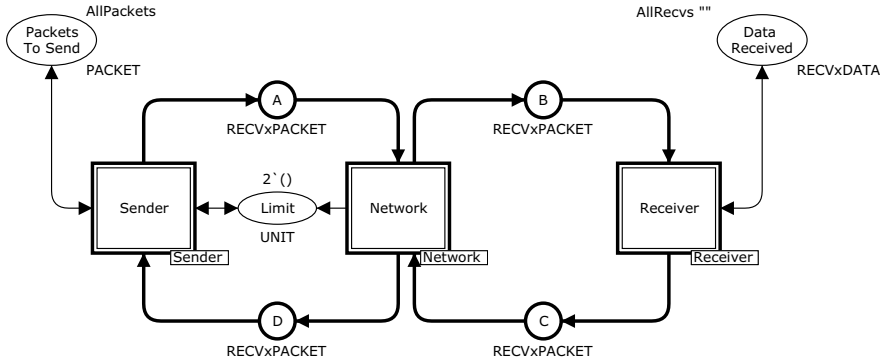 AllPackets
AllRecvs ""
Packets
To Send
Data
Received
PACKET
RECVxDATA
A
B
RECVxPACKET
RECVxPACKET
2`()
Sender
Limit
Network
Receiver
UNIT
Sender
Network
Receiver
D
C
RECVxPACKET
RECVxPACKET